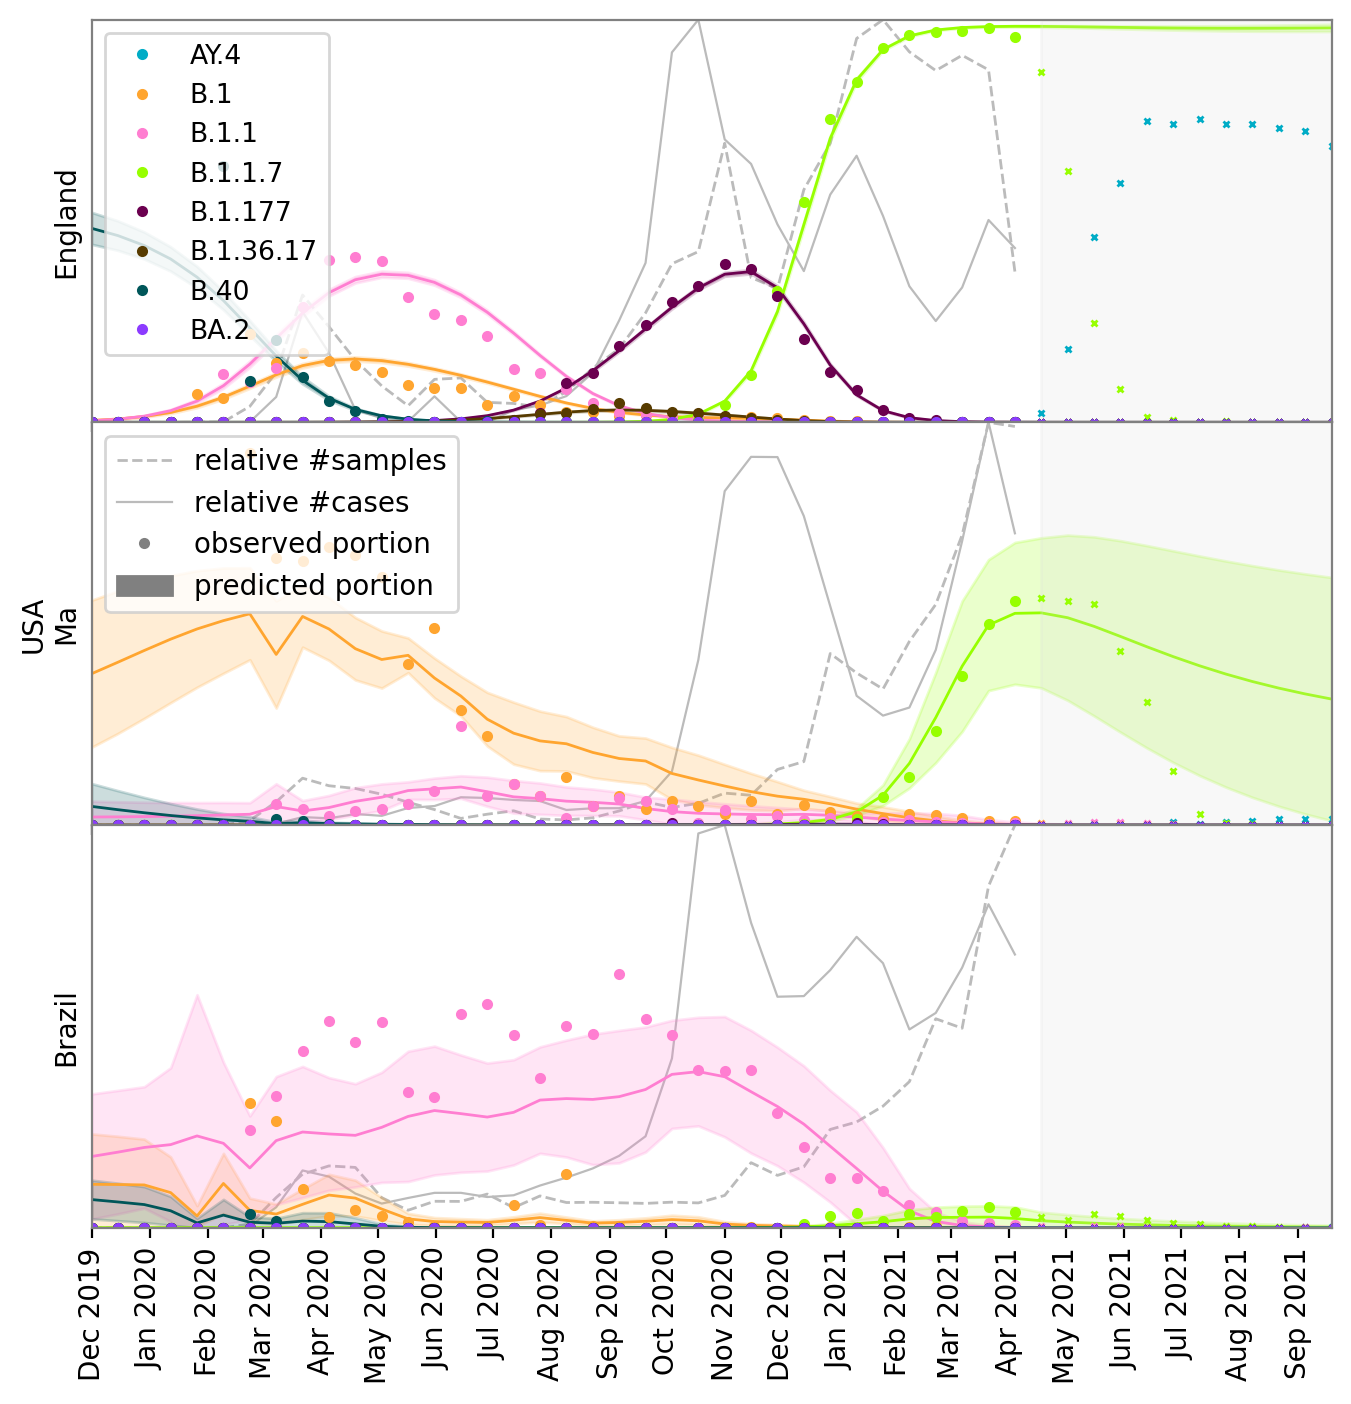 England
AY.4
B.1
B.1.1
B.1.1.7
B.1.177
B.1.36.17
B.40
BA.2
USA
Ma
relative #samples
relative #cases
observed portion
predicted portion
Brazil
Dec 2019
Jan 2020
Feb 2020
Mar 2020
Apr 2020
May 2020
Jun 2020
Jul 2020
Aug 2020
Sep 2020
Oct 2020
Nov 2020
Dec 2020
Jan 2021
Feb 2021
Mar 2021
Apr 2021
May 2021
Jun 2021
Jul 2021
Aug 2021
Sep 2021